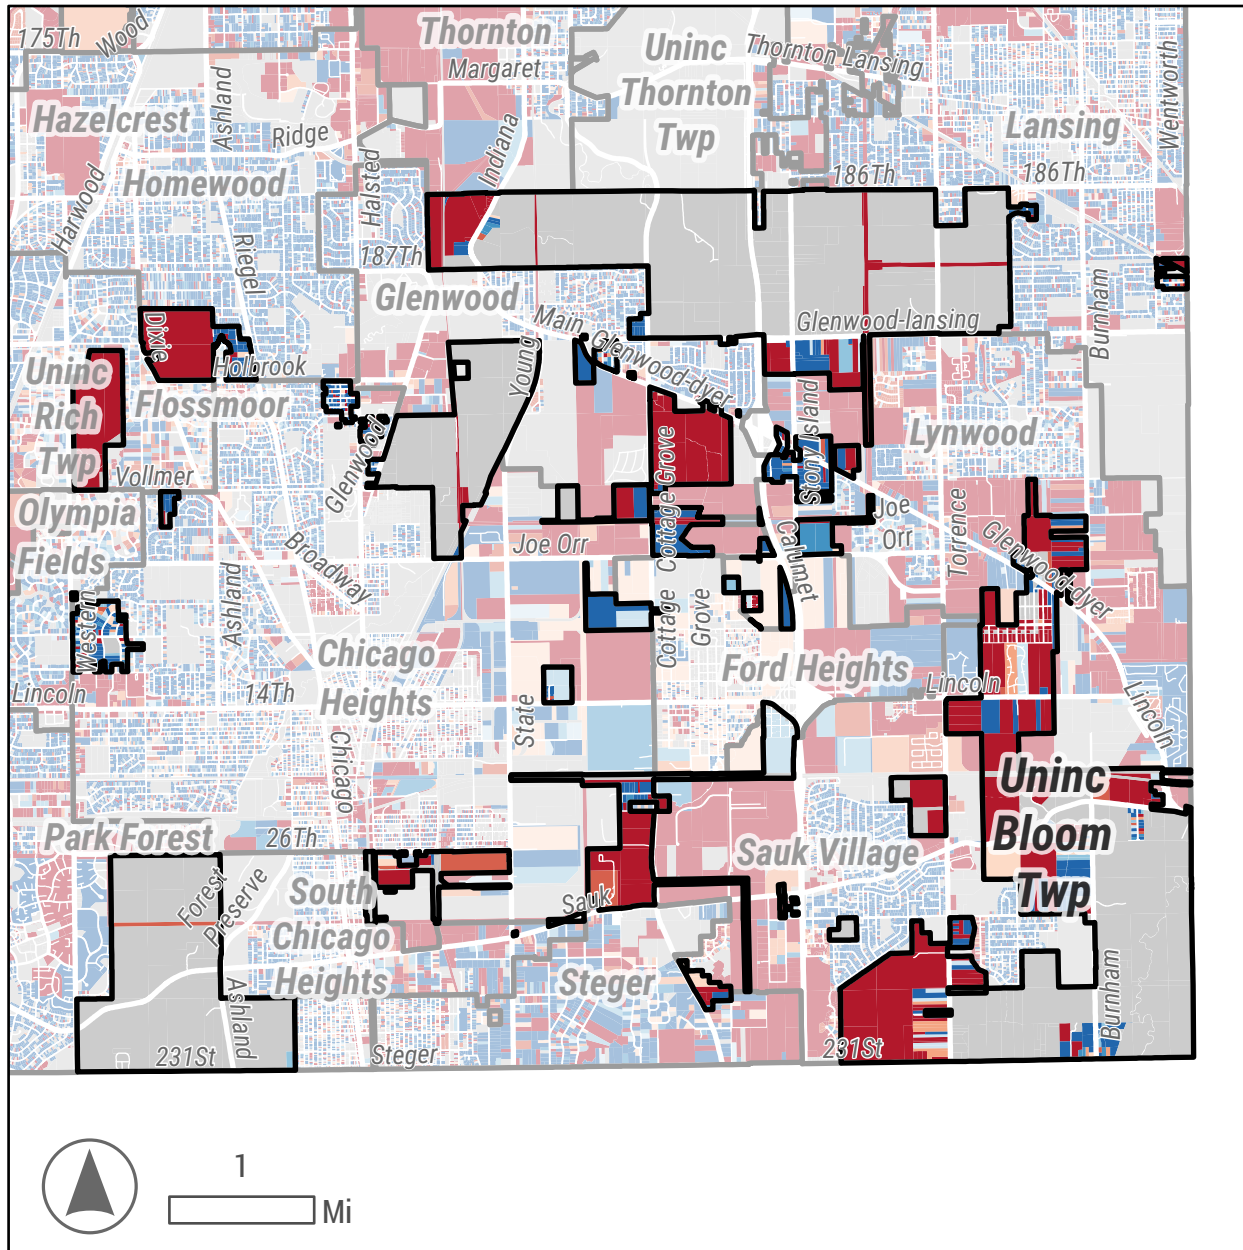 175Th
Wood
Thornton
Margaret
Uninc
Thornton
Twp
Thornton Lansing
Wentworth
Hazelcrest
Ashland
Ridge
Indiana
Lansing
Homewood
Halsted
186Th
186Th
Harwood
Riegell
187Th
Glenwood
Main
Glenwood-lansing
Burnham
Dixie
Holbrook
Young
Glenwood-dyer
Uninc
Rich
Twp
Flossmoor
Glenwood
Cottage Grove
Stony Island
Lynwood
Vollmer
Olympia
Fields
Broadway
Joe Orr
Calumet
Joe
Orr
Torrence
Glenwood-dyer
Western
Ashland
Cottage
Grove
Chicago
Heights
Ford Heights
Lincoln
14Th
State
Lincoln
Lincoln
Chicago
Uninc
Bloom
Twp
Park Forest
26Th
Sauk Village
Forest
Preserve
South
Chicago
Heights
Sauk
Steger
Ashland
Burnham
231St
Steger
231St
1
Mi